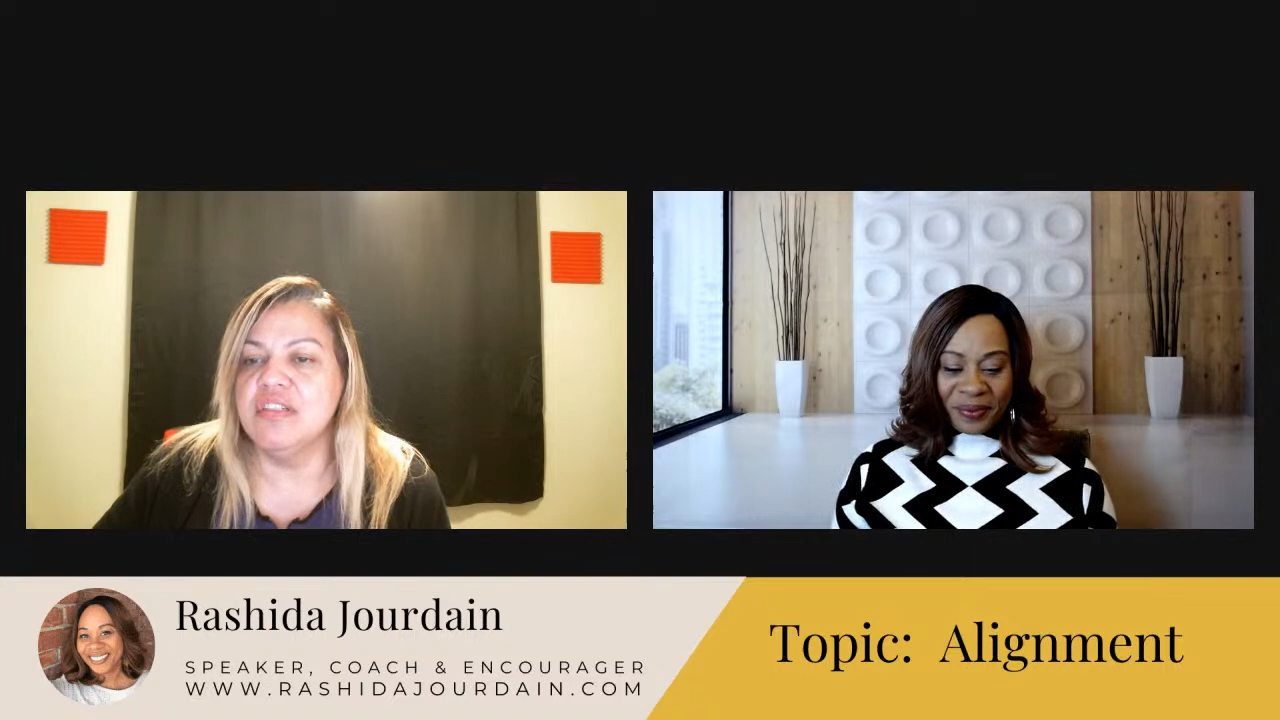 Rashida Jourdain
SPEAKER, COACH & ENCOURAGER
WWW.RASHIDAJOURDAIN.COM
Topic: Alignment